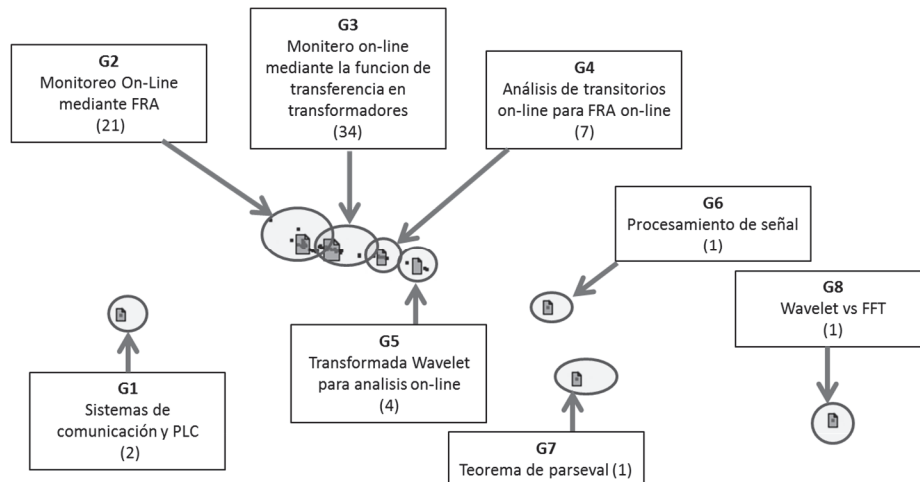 G2
Monitoreo On-Line
mediante FRA
(21)
G3
Monitero on-line
mediante la funcion de
transferencia en
transformadores
(34)
G4
Análisis de transitorios
on-line para FRA on-line
(7)
G6
Procesamiento de señal
(1)
G8
Wavelet vs FFT
(1)
G5
Transformada Wavelet
para analisis on-line
(4)
G1
Sistemas de
comunicación y PLC
(2)
G7
Teorema de parseval (1)